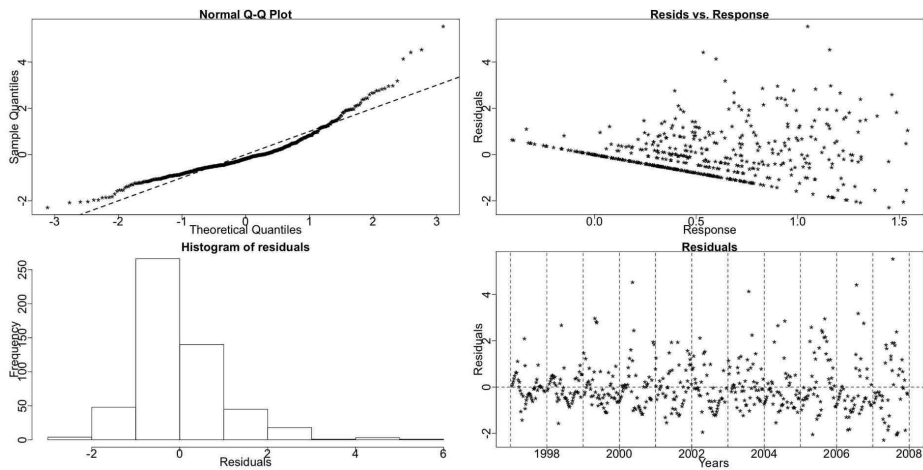 Normal Q-Q Plot
Sample Quantiles
-2 0 2 4
-3 -2 -1 0 1 2 3
Theoretical Quantiles
Resids vs. Response
Residuals
-2 0 2 4
0.0 0.5 1.0 1.5
Response
Histogram of residuals
Frequency
0 50 100 150 200 250
-2 0 2 4 6
Residuals
Residuals
Residuals
-2 0 2 4
1998 2000 2002 2004 2006 2008
Years